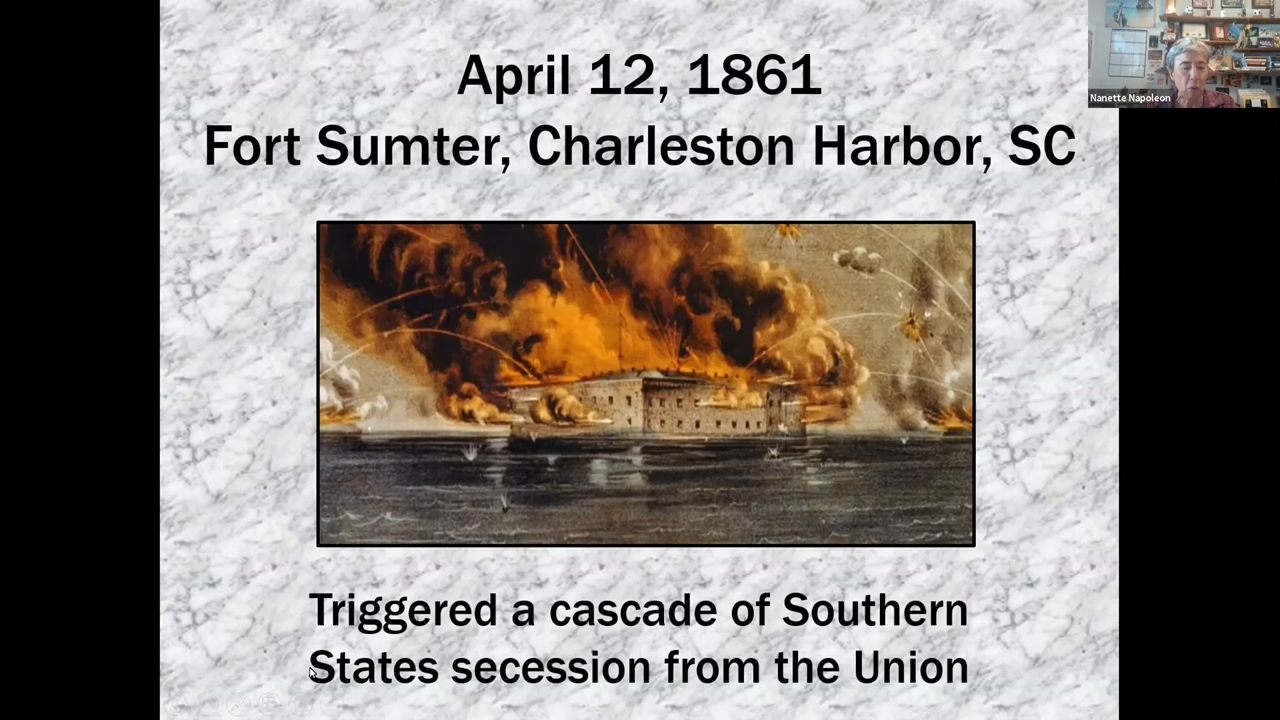 April 12, 1861
Fort Sumter, Charleston Harbor, SC
Nanette Napoleon
Triggered a cascade of Southern
States secession from the Union